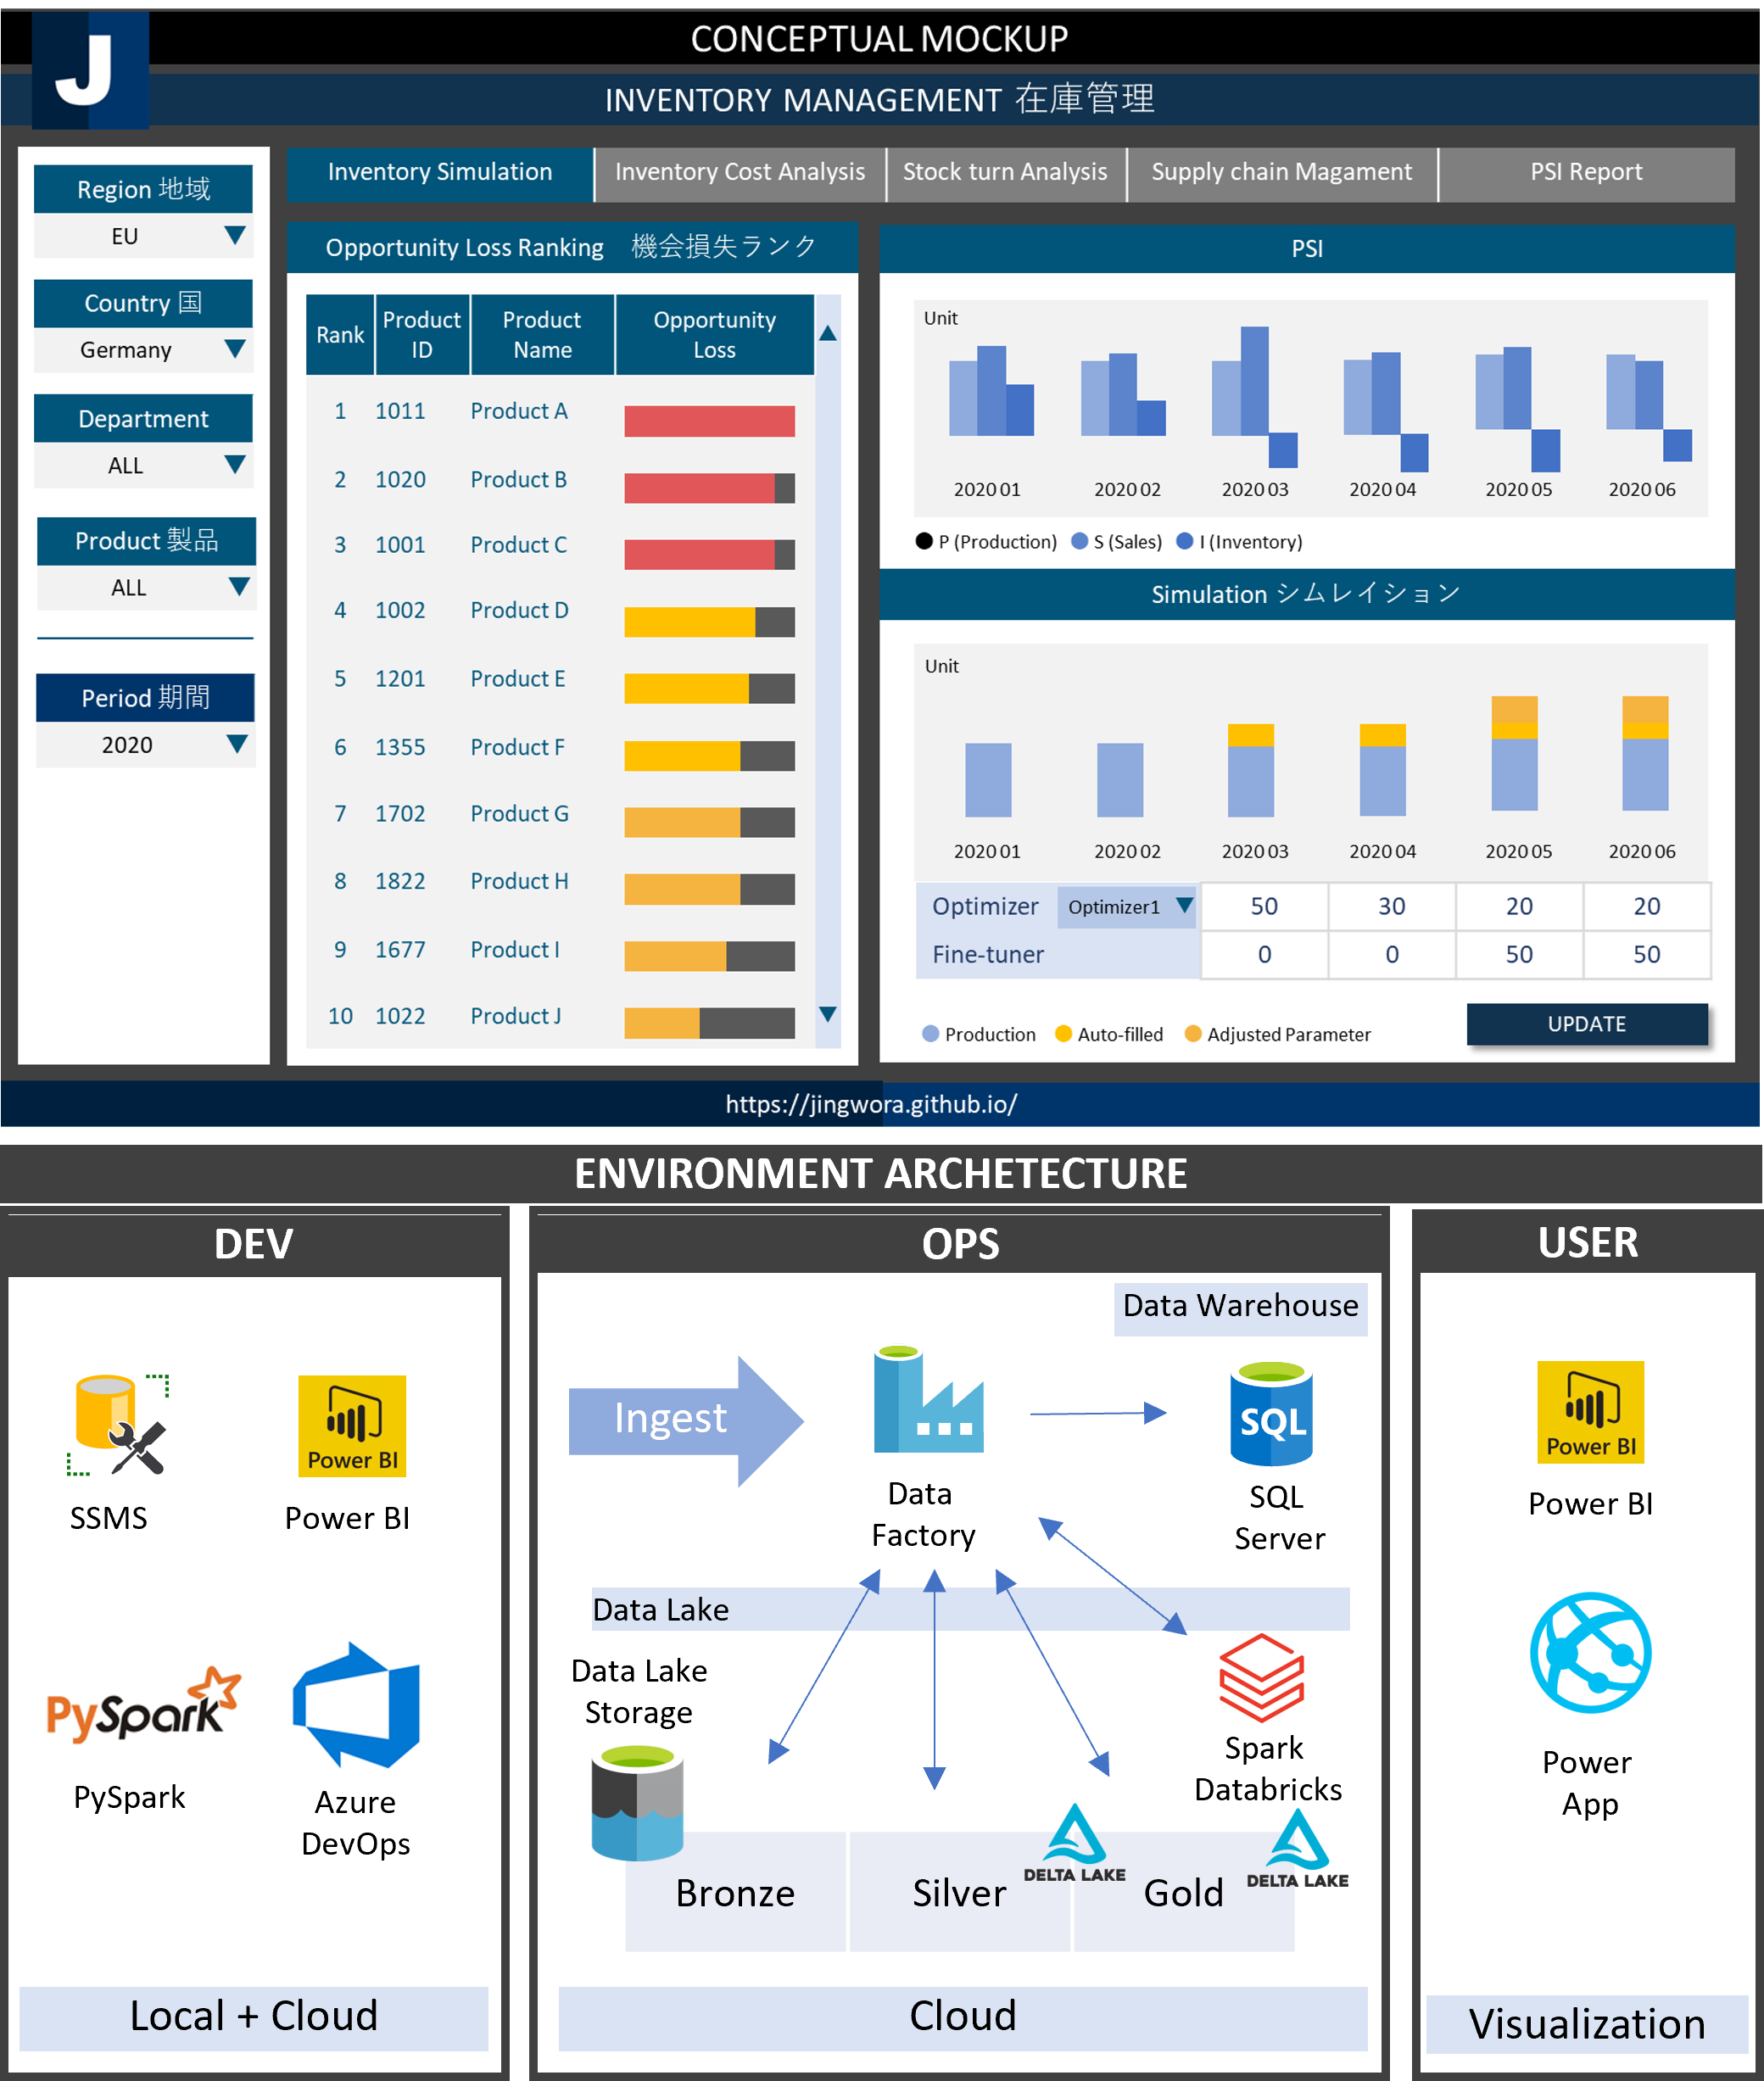 CONCEPTUAL MOCKUP
J
INVENTORY MANAGEMENT 在庫管理
Region 地域
EU
Country 国
Germany
Department
ALL
Product 製品
ALL
Period 期間
2020
Inventory Simulation
Inventory Cost Analysis
Stock turn Analysis
Supply chain Magament
PSI Report
Opportunity Loss Ranking 機会損失ランク
Rank
Product
ID
Product
Name
Opportunity
Loss
1 1011 Product A
2 1020 Product B
3 1001 Product C
4 1002 Product D
5 1201 Product E
6 1355 Product F
7 1702 Product G
8 1822 Product H
9 1677 Product I
10 1022 Product J
PSI
Unit
2020 01 2020 02 2020 03 2020 04 2020 05 2020 06
P (Production) S (Sales) I (Inventory)
Simulation シムレイション
Unit
2020 01 2020 02 2020 03 2020 04 2020 05 2020 06
Optimizer Optimizer1 50 30 20 20
Fine-tuner 0 0 50 50
Production Auto-filled Adjusted Parameter
UPDATE
https://jingwora.github.io/
ENVIRONMENT ARCHETECTURE
DEV
SSMS
Power BI
Power BI
PySpark
PySpark
Azure
DevOps
Local + Cloud
OPS
Data Warehouse
Ingest
Data
Factory
SQL
SQL
Server
Data Lake
Data Lake
Storage
Spark
Databricks
DELTA LAKE
DELTA LAKE
Bronze
Silver
Gold
Cloud
USER
Power BI
Power BI
Power
App
Visualization